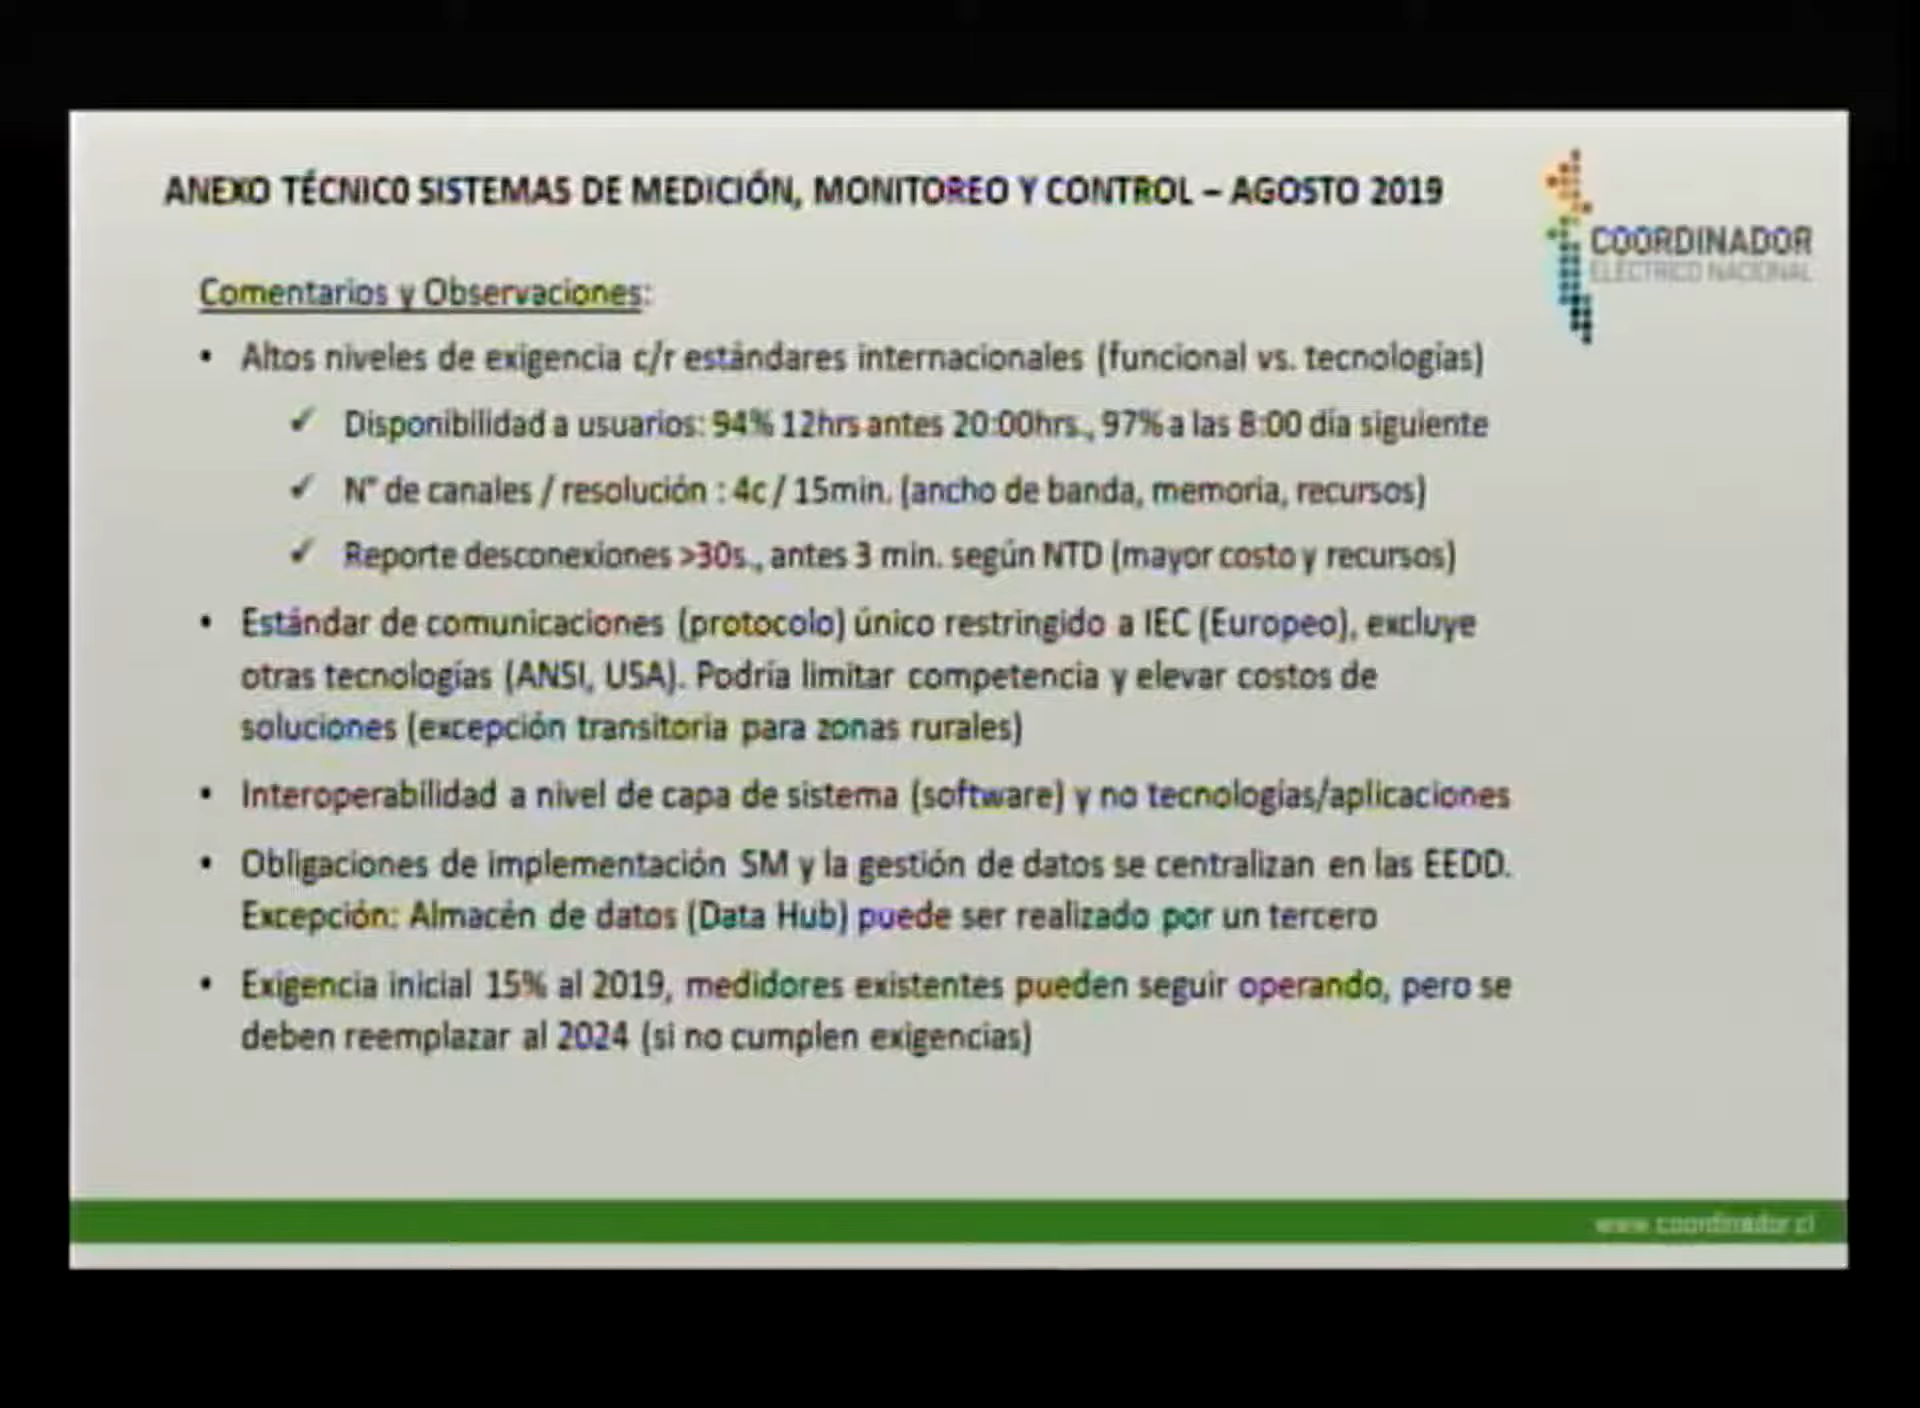 ANEXO TÉCNICO SISTEMAS DE MEDICIÓN, MONITOREO Y CONTROL – AGOSTO 2019
COORDINADOR
ELÉCTRICO NACIONAL
Comentarios y Observaciones:
• Altos niveles de exigencia c/r estándares internacionales (funcional vs. tecnologías)
✓ Disponibilidad a usuarios: 94% 12hrs antes 20:00hrs., 97% a las 8:00 día siguiente
✓ N° de canales / resolución : 4c / 15min. (ancho de banda, memoria, recursos)
✓ Reporte desconexiones >30s., antes 3 min. según NTD (mayor costo y recursos)
• Estándar de comunicaciones (protocolo) único restringido a IEC (Europeo), excluye
otras tecnologías (ANSI, USA). Podría limitar competencia y elevar costos de
soluciones (excepción transitoria para zonas rurales)
• Interoperabilidad a nivel de capa de sistema (software) y no tecnologías/aplicaciones
• Obligaciones de implementación SM y la gestión de datos se centralizan en las EEDD.
Excepción: Almacén de datos (Data Hub) puede ser realizado por un tercero
• Exigencia inicial 15% al 2019, medidores existentes pueden seguir operando, pero se
deben reemplazar al 2024 (si no cumplen exigencias)
www.coordinador.cl